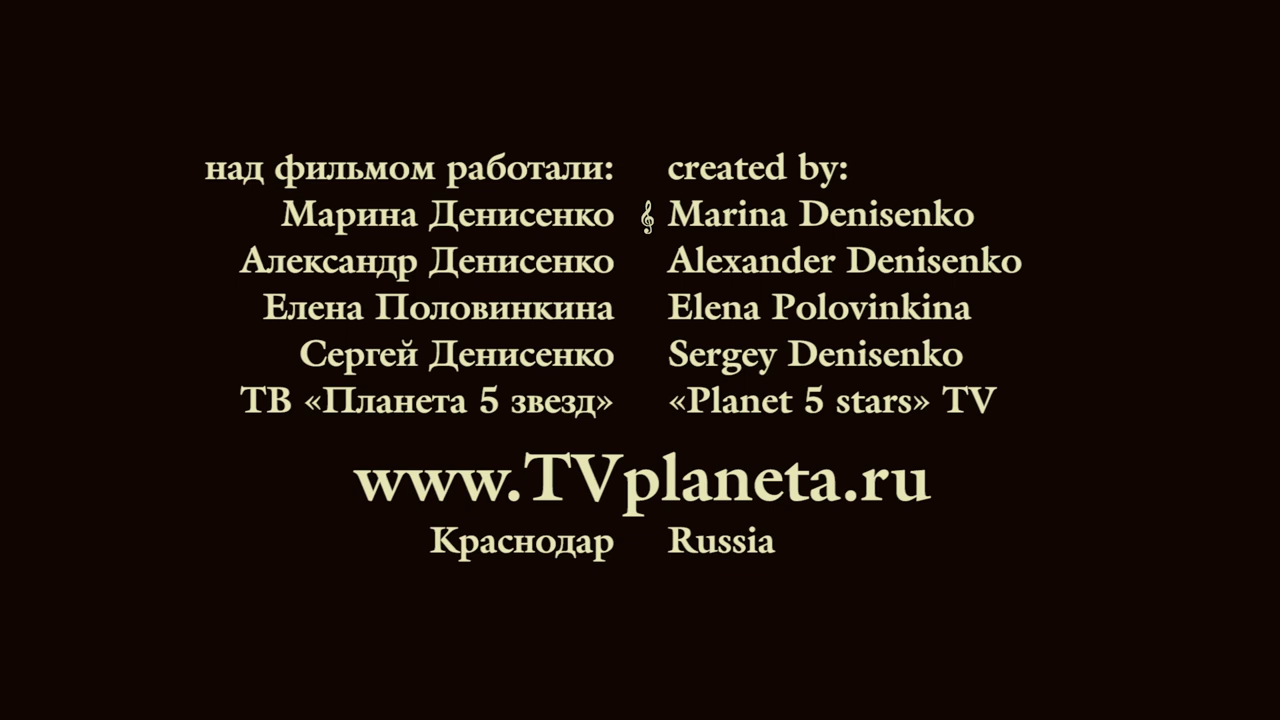 над фильмом работали: created by:
Марина Денисенко 𝄞 Marina Denisenko
Александр Денисенко Alexander Denisenko
Елена Половинкина Elena Polovinkina
Сергей Денисенко Sergey Denisenko
ТВ «Планета 5 звезд» «Planet 5 stars» TV
www.TVplaneta.ru
Краснодар Russia